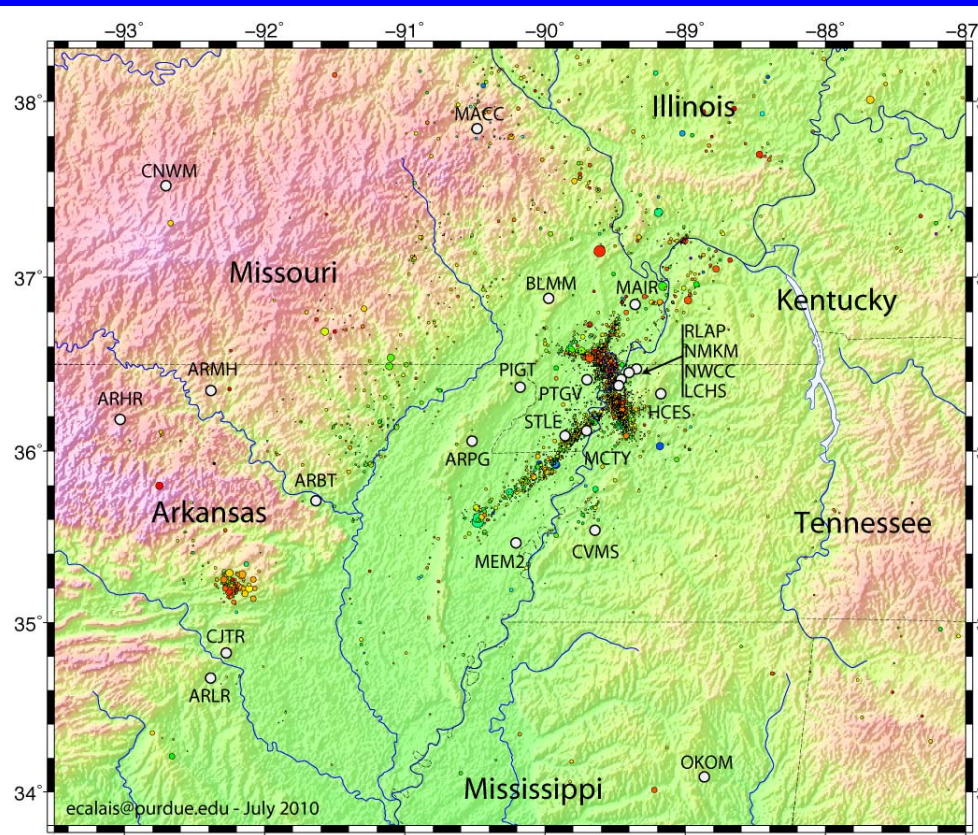 −93˚ −92˚ −91˚ −90˚ −89˚ −88˚ −87
38˚
Illinois
MACC
CNWM
Missouri
37˚
BLMM
MAIR
Kentucky
RLAP
NMKM
NWCC
LCHS
ARMH
PIGT
PTGV
ARHR
HCES
STLE
36˚
ARPG
MCTY
ARBT
Arkansas
Tennessee
MEM2
CVMS
35˚
CJTR
ARLR
OKOM
34˚
Mississippi
ecalais@purdue.edu - July 2010